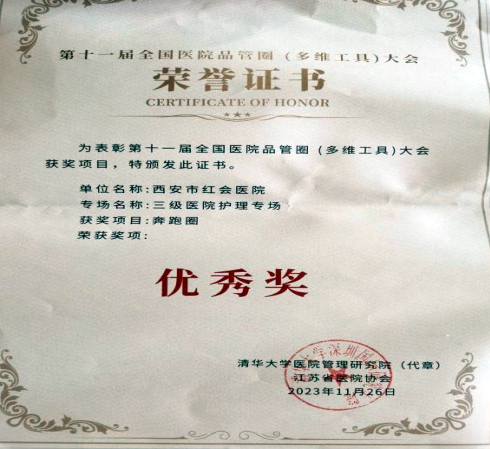 第十一届全国医院品管圈(多维工具)大会
荣誉证书
CERTIFICATE OF HONOR
为表彰第十一届全国医院品管圈(多维工具)大会
获奖项目,特颁发此证书。
单位名称:西安市红会医院
专场名称:三级医院护理专场
获奖项目:奔跑圈
荣获奖项:
优秀奖
清华大学医院管理研究院(代章)
江苏省医院协会
2023年11月26日